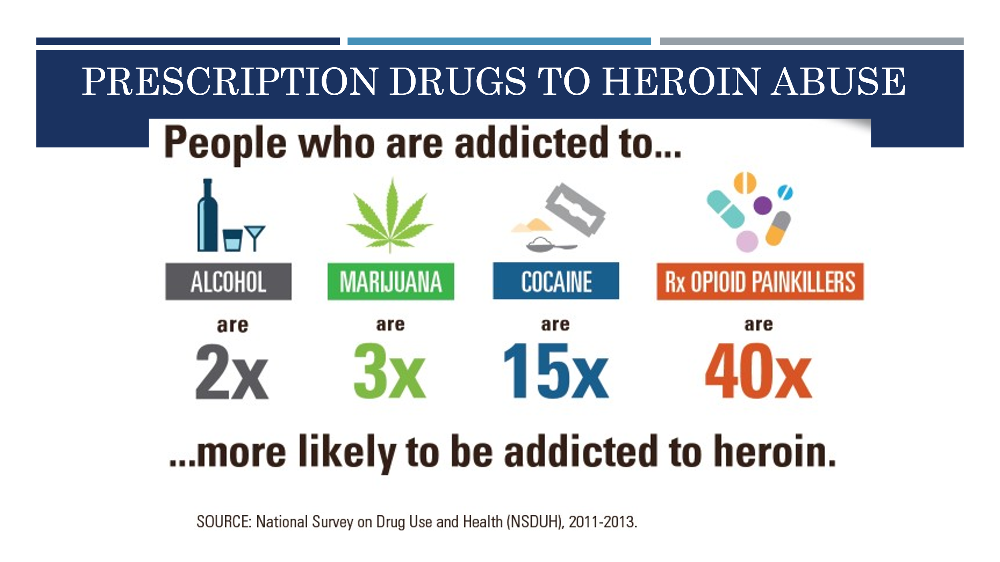 PRESCRIPTION DRUGS TO HEROIN ABUSE
People who are addicted to...
ALCOHOL MARIJUANA COCAINE Rx OPIOID PAINKILLERS
are are are are
2x 3x 15x 40x
...more likely to be addicted to heroin.
SOURCE: National Survey on Drug Use and Health (NSDUH), 2011-2013.